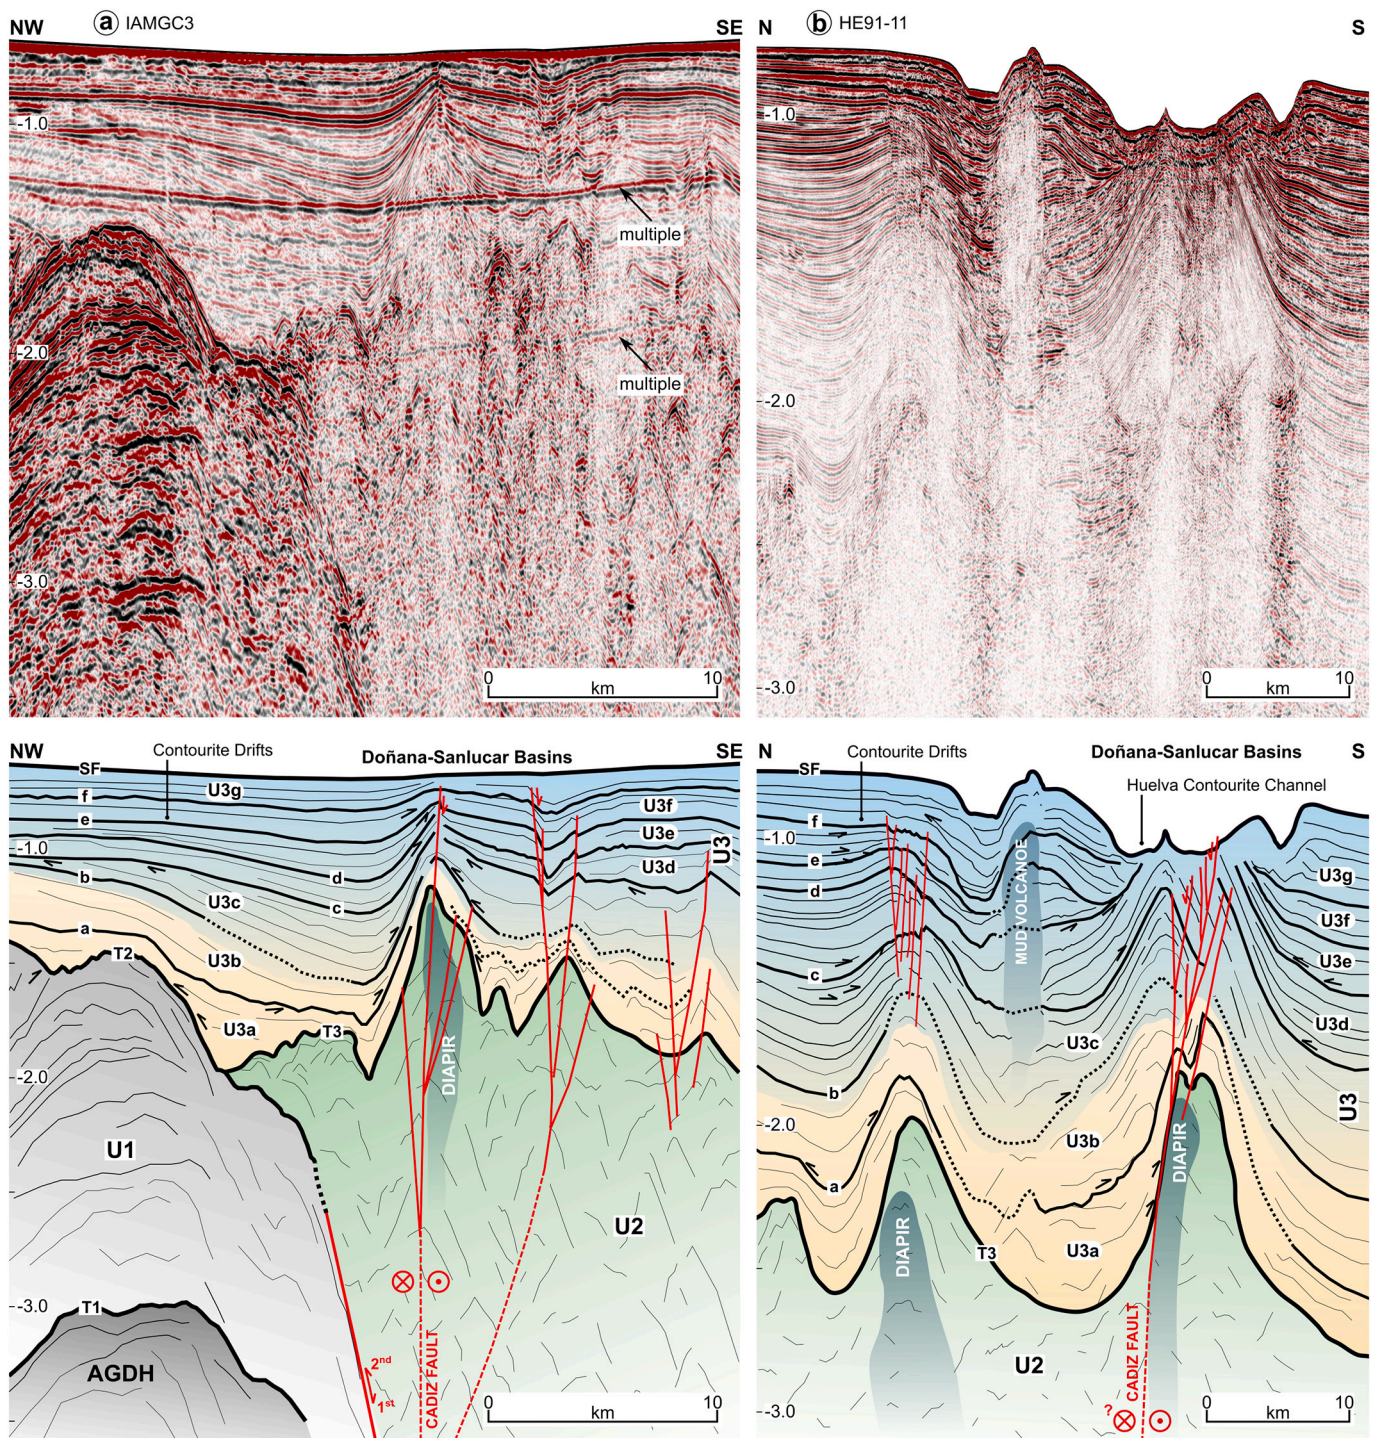 NW
ⓐ IAMGC3
SE
-1.0
multiple
-2.0
multiple
-3.0
0
10
km
N
ⓑ HE91-11
S
-1.0
-2.0
-3.0
0
10
km
NW
Contourite Drifts
Doñana-Sanlucar Basins
SE
SF
U3g
f
U3f
e
U3e
U3
-1.0
d
U3d
b
c
U3c
a
T2
U3b
U3a
T3
DIAPIR
-2.0
U1
U2
-3.0
T1
AGDH
2nd
1st
CADIZ FAULT
0
10
km
N
Contourite Drifts
Doñana-Sanlucar Basins
S
SF
Huelva Contourite Channel
f
-1.0
e
MUD VOLCANOE
U3g
d
U3f
U3e
c
U3d
U3c
b
U3
-2.0
U3b
DIAPIR
a
DIAPIR
T3
U3a
U2
CADIZ FAULT
?
-3.0
0
10
km